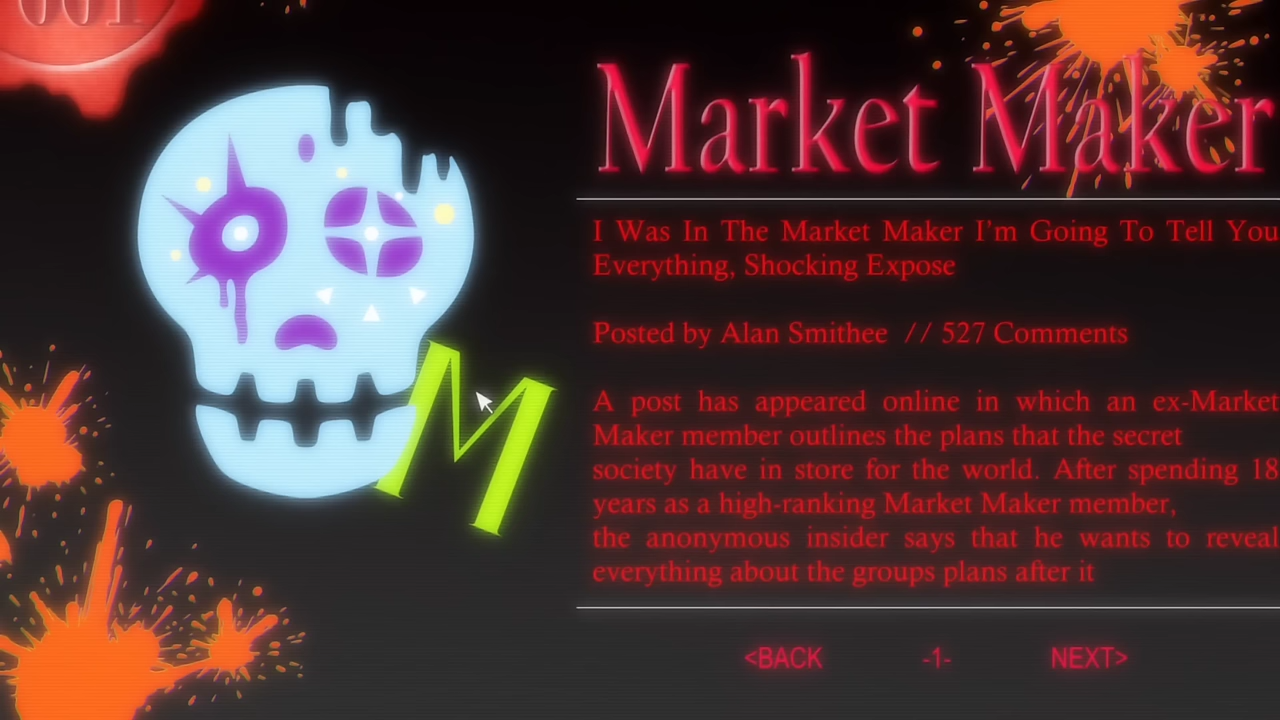 001
Market Maker
I Was In The Market Maker I'm Going To Tell You
Everything, Shocking Expose
Posted by Alan Smithee // 527 Comments
M
A post has appeared online in which an ex-Market
Maker member outlines the plans that the secret
society have in store for the world. After spending 18
years as a high-ranking Market Maker member,
the anonymous insider says that he wants to reveal
everything about the groups plans after it
<BACK -1- NEXT>